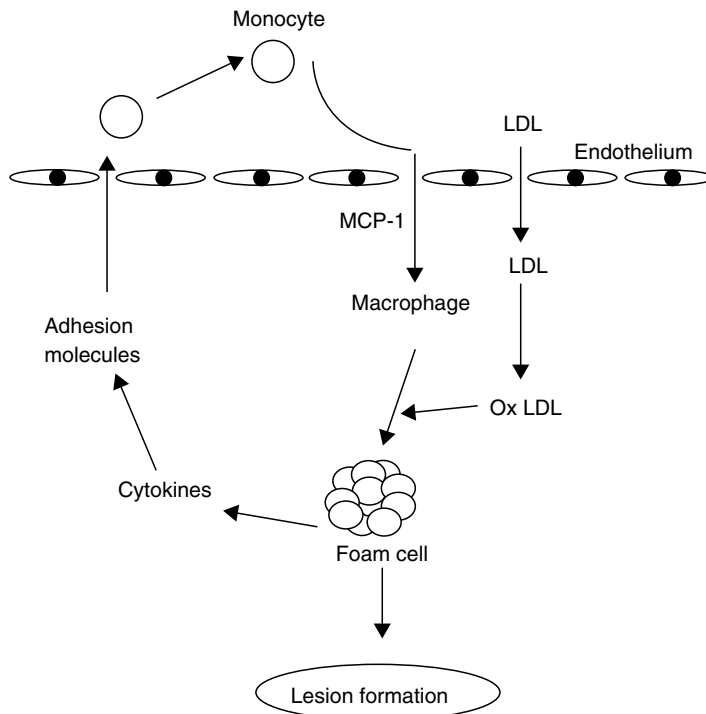 Monocyte
LDL
Endothelium
MCP-1
LDL
Macrophage
Adhesion
molecules
Ox LDL
Cytokines
Foam cell
Lesion formation